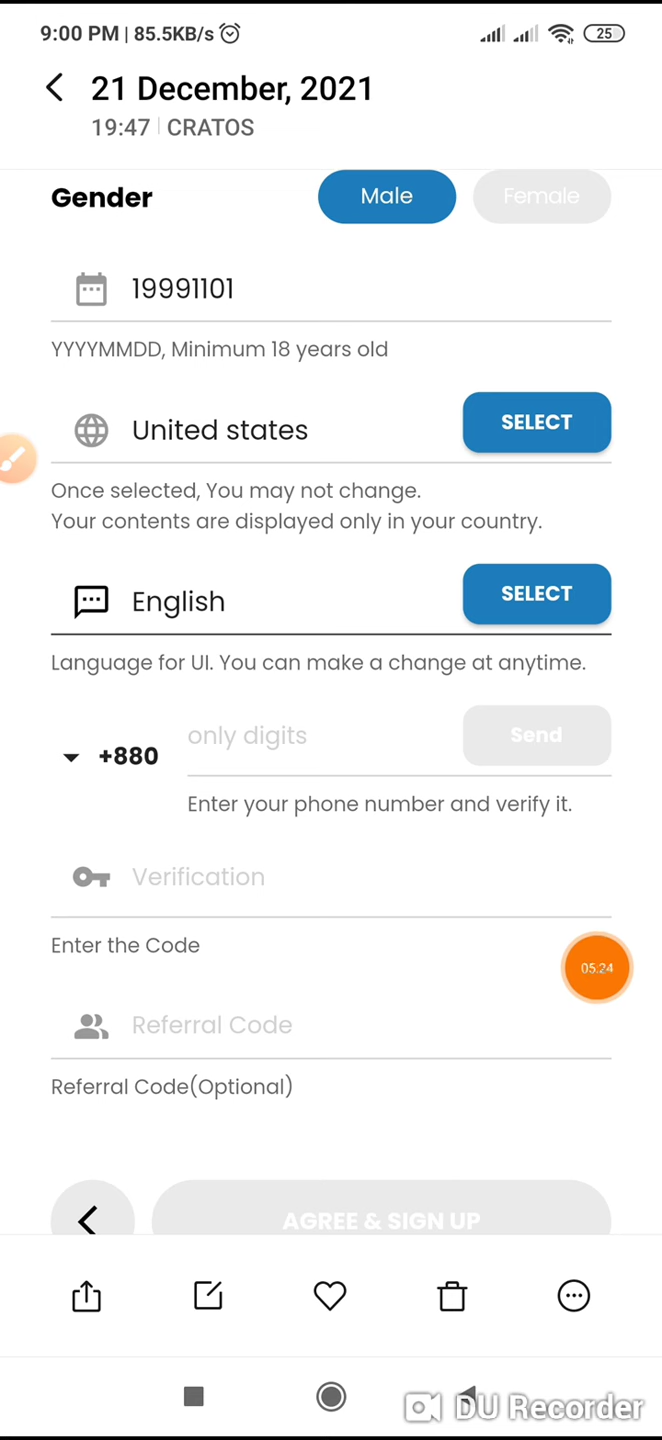 9:00 PM | 85.5KB/s
25
21 December, 2021
19:47 | CRATOS
Gender
Male
Female
19991101
YYYYMMDD, Minimum 18 years old
United states
SELECT
Once selected, You may not change.
Your contents are displayed only in your country.
English
SELECT
Language for UI. You can make a change at anytime.
+880
only digits
Send
Enter your phone number and verify it.
Verification
Enter the Code
05:24
Referral Code
Referral Code(Optional)
AGREE & SIGN UP
DU Recorder